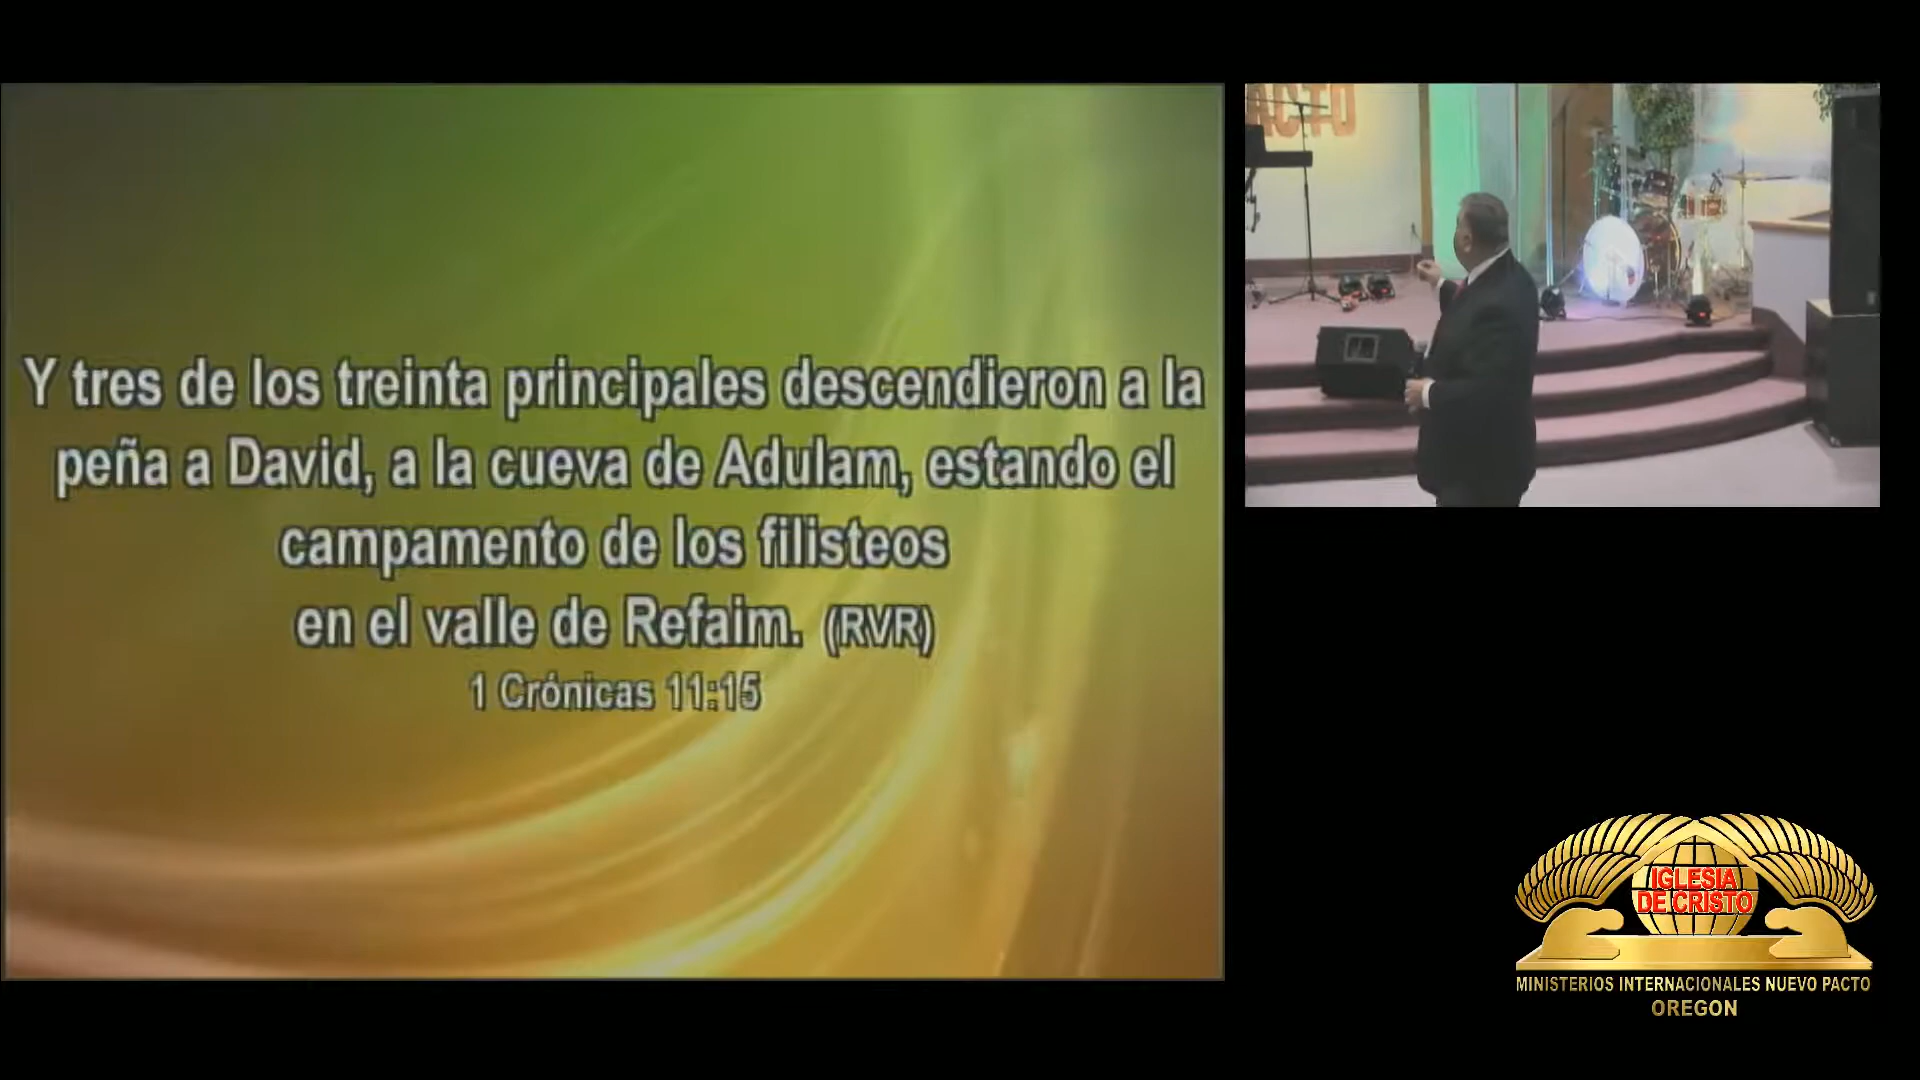 Y tres de los treinta principales descendieron a la
peña a David, a la cueva de Adulam, estando el
campamento de los filisteos
en el valle de Refaim. (RVR)
1 Crónicas 11:15
ACTO
IGLESIA
DE CRISTO
MINISTERIOS INTERNACIONALES NUEVO PACTO
OREGON